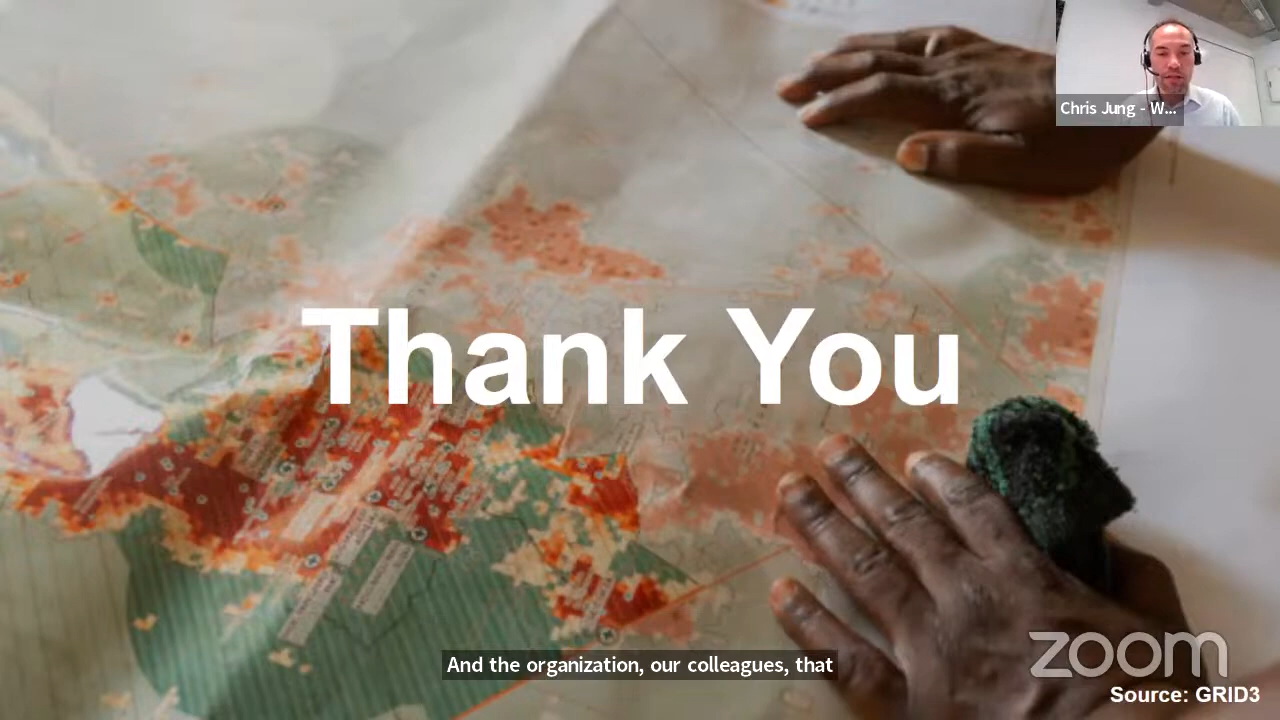 Chris Jung - W...
Thank You
And the organization, our colleagues, that
zoom
Source: GRID3